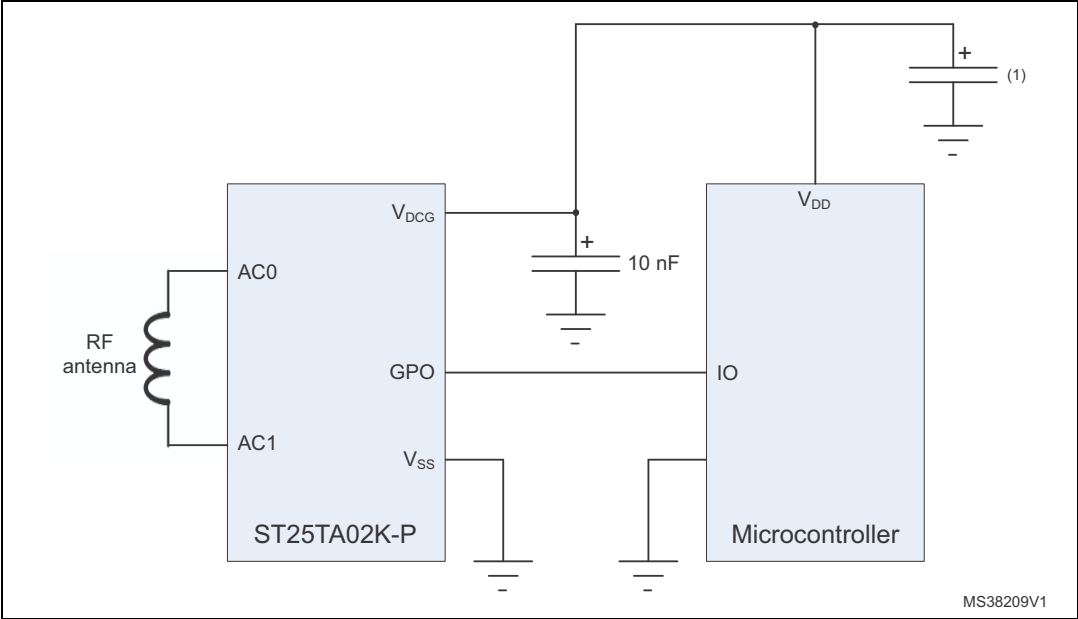 +
(1)
VDCG
VDD
+
10 nF
AC0
RF
antenna
GPO
IO
AC1
VSS
ST25TA02K-P
Microcontroller
MS38209V1